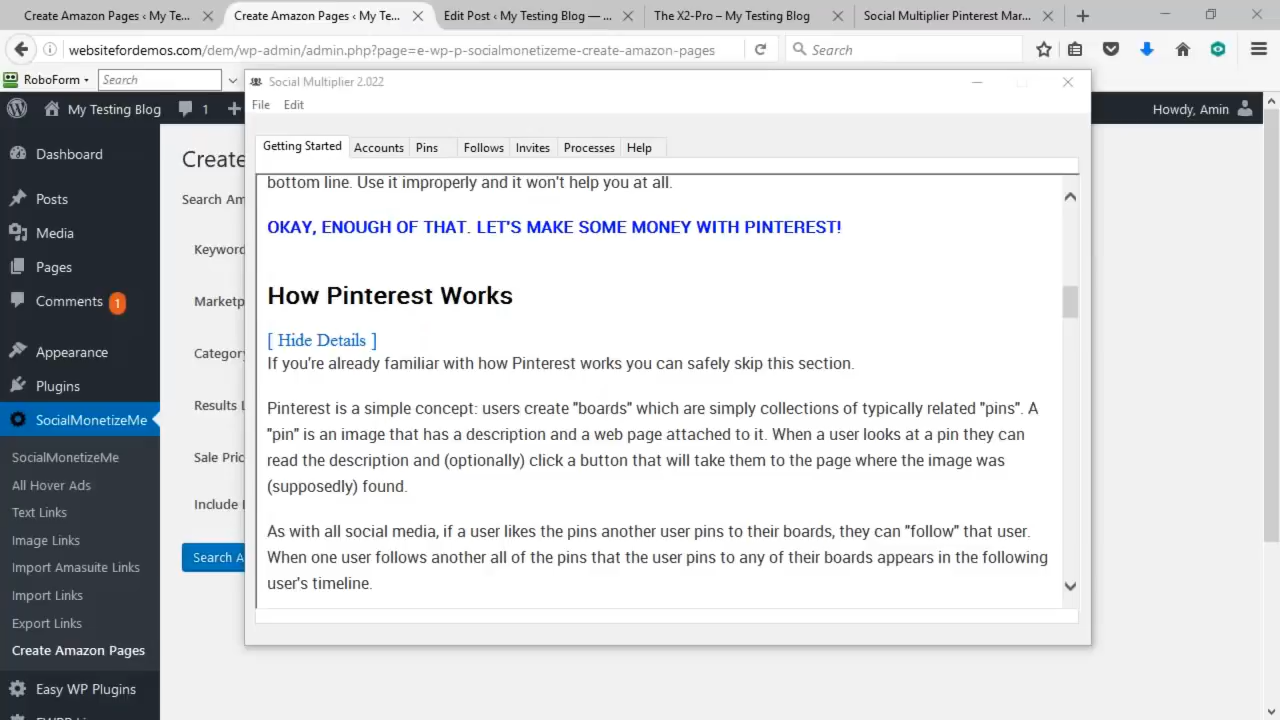 Create Amazon Pages ‹ My Te...
Create Amazon Pages ‹ My Te...
Edit Post ‹ My Testing Blog —...
The X2-Pro – My Testing Blog
Social Multiplier Pinterest Mar...
websitefordemos.com/dem/wp-admin/admin.php?page=e-wp-p-socialmonetizeme-create-amazon-pages
Search
RoboForm
Search
My Testing Blog
1
Howdy, Amin
Dashboard
Posts
Media
Pages
Comments 1
Appearance
Plugins
SocialMonetizeMe
SocialMonetizeMe
All Hover Ads
Text Links
Image Links
Import Amasuite Links
Import Links
Export Links
Create Amazon Pages
Easy WP Plugins
Create
Search Am
Keyword
Marketp
Category
Results L
Sale Pric
Include
Search A
Social Multiplier 2.022
File Edit
Getting Started Accounts Pins Follows Invites Processes Help
bottom line. Use it improperly and it won't help you at all.
OKAY, ENOUGH OF THAT. LET'S MAKE SOME MONEY WITH PINTEREST!
How Pinterest Works
[ Hide Details ]
If you're already familiar with how Pinterest works you can safely skip this section.
Pinterest is a simple concept: users create "boards" which are simply collections of typically related "pins". A
"pin" is an image that has a description and a web page attached to it. When a user looks at a pin they can
read the description and (optionally) click a button that will take them to the page where the image was
(supposedly) found.
As with all social media, if a user likes the pins another user pins to their boards, they can "follow" that user.
When one user follows another all of the pins that the user pins to any of their boards appears in the following
user's timeline.